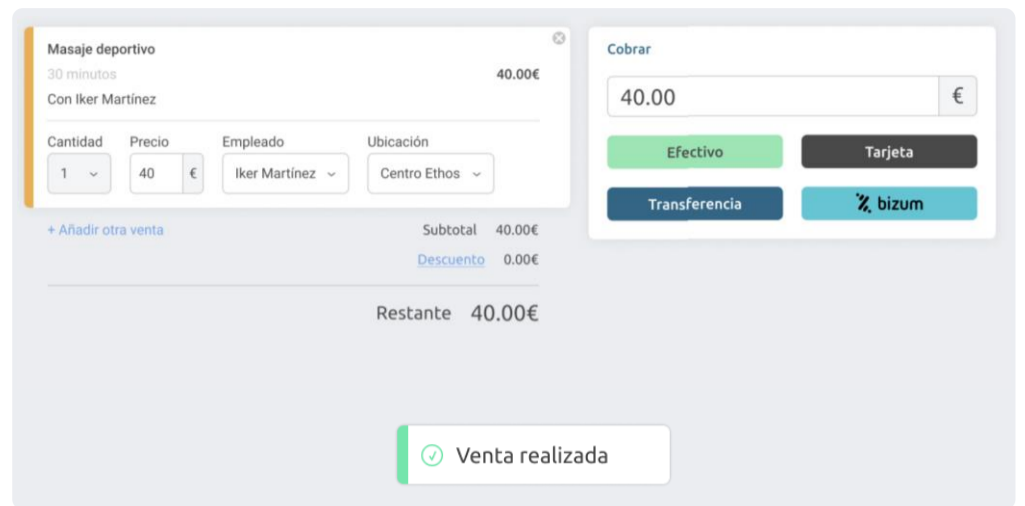 Masaje deportivo
30 minutos 40.00€
Con Iker Martínez
Cantidad Precio Empleado Ubicación
1 40 € Iker Martínez Centro Ethos
+ Añadir otra venta Subtotal 40.00€
Descuento 0.00€
Restante 40.00€
Cobrar
40.00 €
Efectivo Tarjeta
Transferencia bizum
Venta realizada